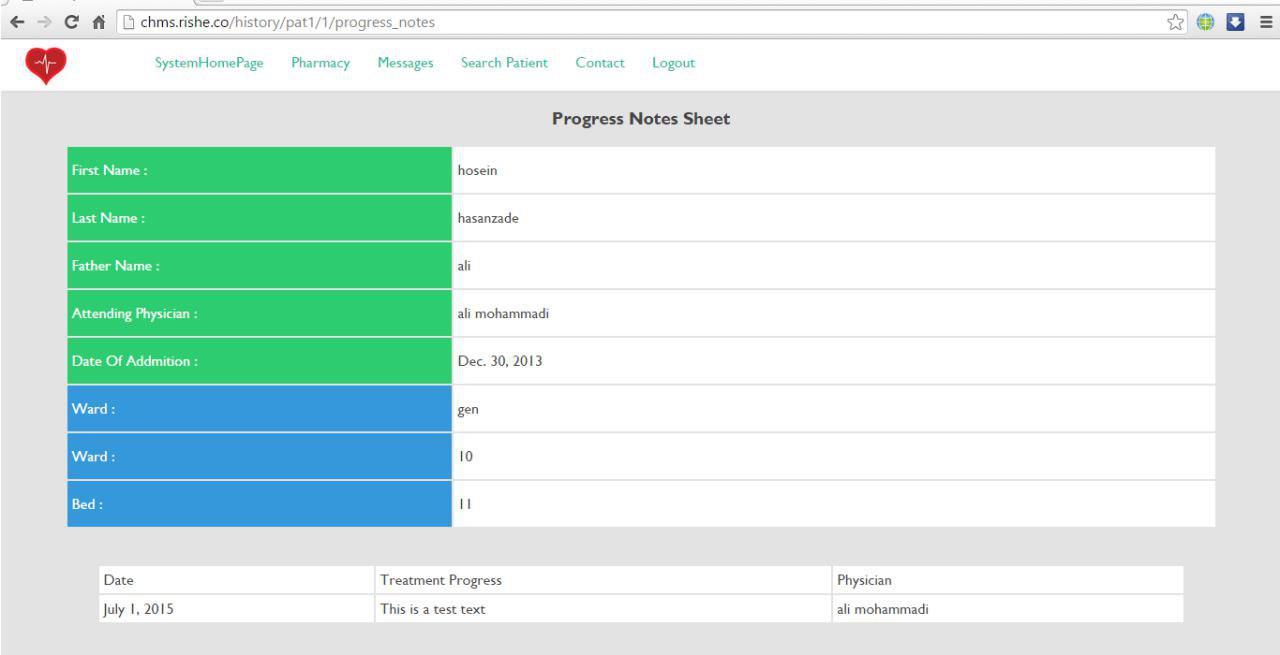 chms.rishe.co/history/pat1/1/progress_notes
SystemHomePage Pharmacy Messages Search Patient Contact Logout
Progress Notes Sheet
First Name : hosein
Last Name : hasanzade
Father Name : ali
Attending Physician : ali mohammadi
Date Of Addmition : Dec. 30, 2013
Ward : gen
Ward : 10
Bed : 11
Date Treatment Progress Physician
July 1, 2015 This is a test text ali mohammadi